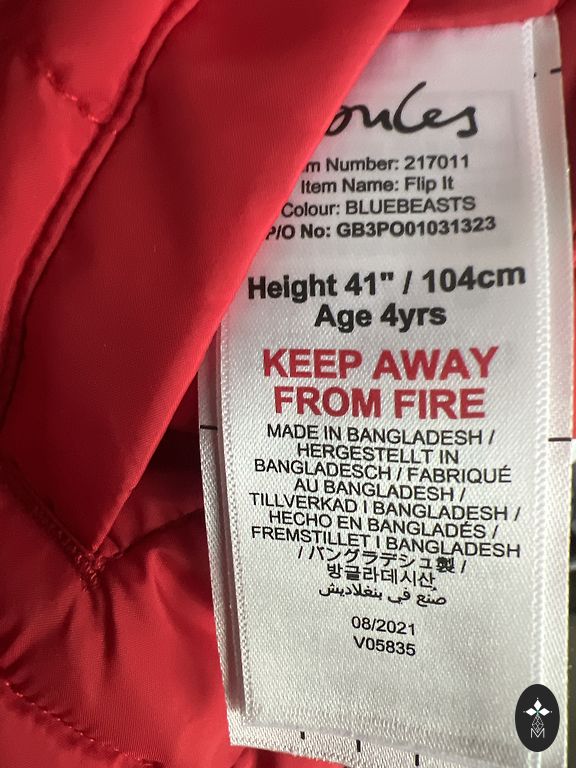 Joules
Item Number: 217011
Item Name: Flip It
Colour: BLUEBEASTS
P/O No: GB3PO01031323
Height 41" / 104cm
Age 4yrs
KEEP AWAY
FROM FIRE
MADE IN BANGLADESH /
HERGESTELLT IN
BANGLADESCH / FABRIQUÉ
AU BANGLADESH /
TILLVERKAD I BANGLADESH /
HECHO EN BANGLADÉS /
FREMSTILLET I BANGLADESH
/ バングラデシュ製 /
방글라데시산,
صنع في بنغلاديش
08/2021
V05835
M